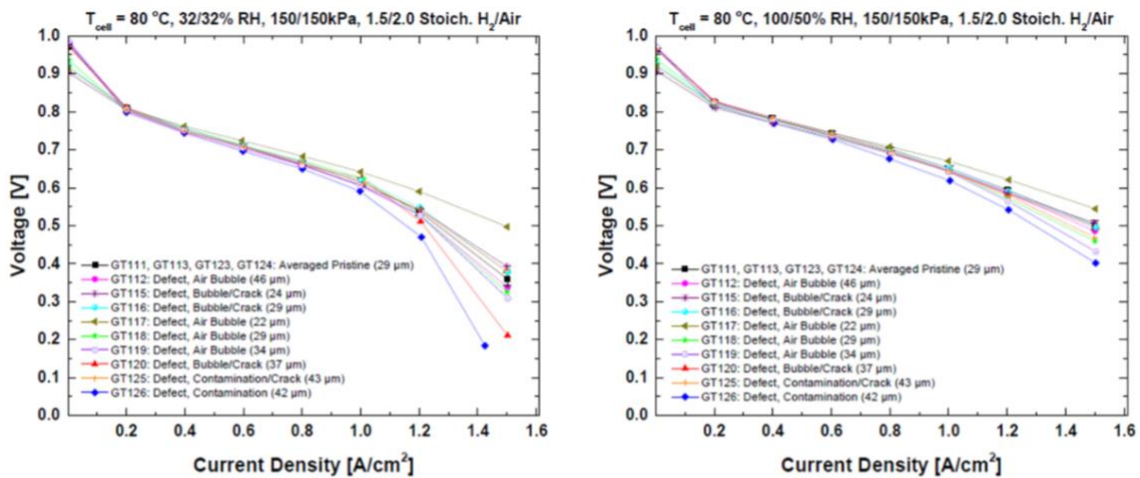 T_cell = 80 °C, 32/32% RH, 150/150kPa, 1.5/2.0 Stoich. H₂/Air
1.0
0.9
0.8
0.7
0.6
0.5
0.4
0.3
0.2
0.1
0.0
Voltage [V]
GT111, GT113, GT123, GT124: Averaged Pristine (29 µm)
GT112: Defect, Air Bubble (46 µm)
GT115: Defect, Bubble/Crack (24 µm)
GT116: Defect, Bubble/Crack (29 µm)
GT117: Defect, Air Bubble (22 µm)
GT118: Defect, Air Bubble (29 µm)
GT119: Defect, Air Bubble (34 µm)
GT120: Defect, Bubble/Crack (37 µm)
GT125: Defect, Contamination/Crack (43 µm)
GT126: Defect, Contamination (42 µm)
0.2 0.4 0.6 0.8 1.0 1.2 1.4 1.6
Current Density [A/cm²]
T_cell = 80 °C, 100/50% RH, 150/150kPa, 1.5/2.0 Stoich. H₂/Air
1.0
0.9
0.8
0.7
0.6
0.5
0.4
0.3
0.2
0.1
0.0
Voltage [V]
GT111, GT113, GT123, GT124: Averaged Pristine (29 µm)
GT112: Defect, Air Bubble (46 µm)
GT115: Defect, Bubble/Crack (24 µm)
GT116: Defect, Bubble/Crack (29 µm)
GT117: Defect, Air Bubble (22 µm)
GT118: Defect, Air Bubble (29 µm)
GT119: Defect, Air Bubble (34 µm)
GT120: Defect, Bubble/Crack (37 µm)
GT125: Defect, Contamination/Crack (43 µm)
GT126: Defect, Contamination (42 µm)
0.2 0.4 0.6 0.8 1.0 1.2 1.4 1.6
Current Density [A/cm²]